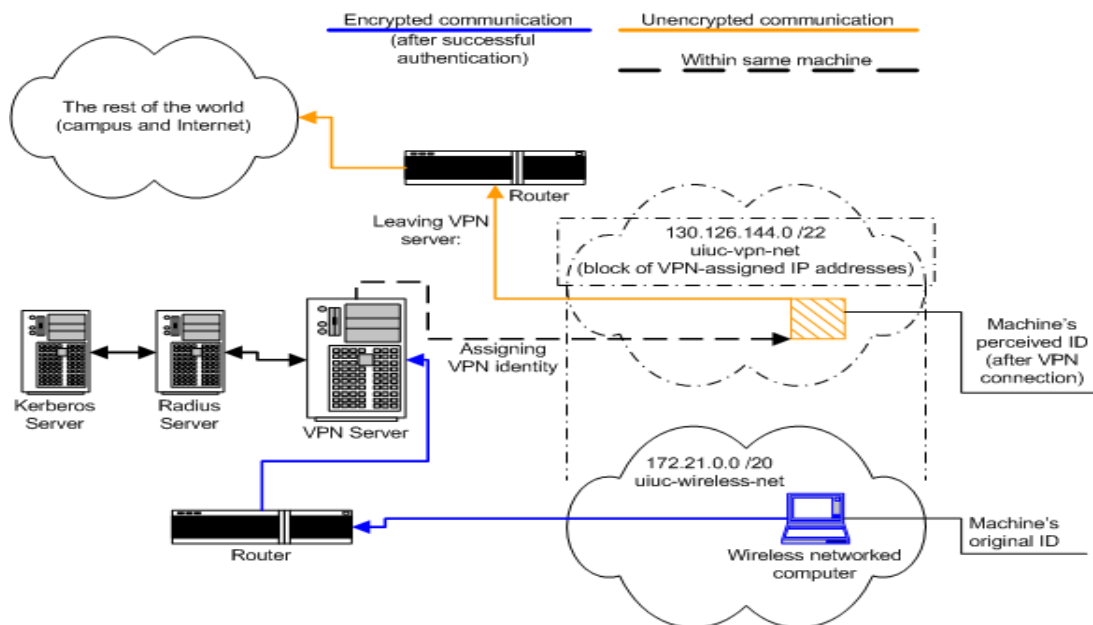 Encrypted communication
(after successful
authentication)
Unencrypted communication
Within same machine
The rest of the world
(campus and Internet)
Router
Leaving VPN
server:
130.126.144.0 /22
uiuc-vpn-net
(block of VPN-assigned IP addresses)
Machine's
perceived ID
(after VPN
connection)
Assigning
VPN identity
Kerberos
Server
Radius
Server
VPN Server
172.21.0.0 /20
uiuc-wireless-net
Router
Wireless networked
computer
Machine's
original ID